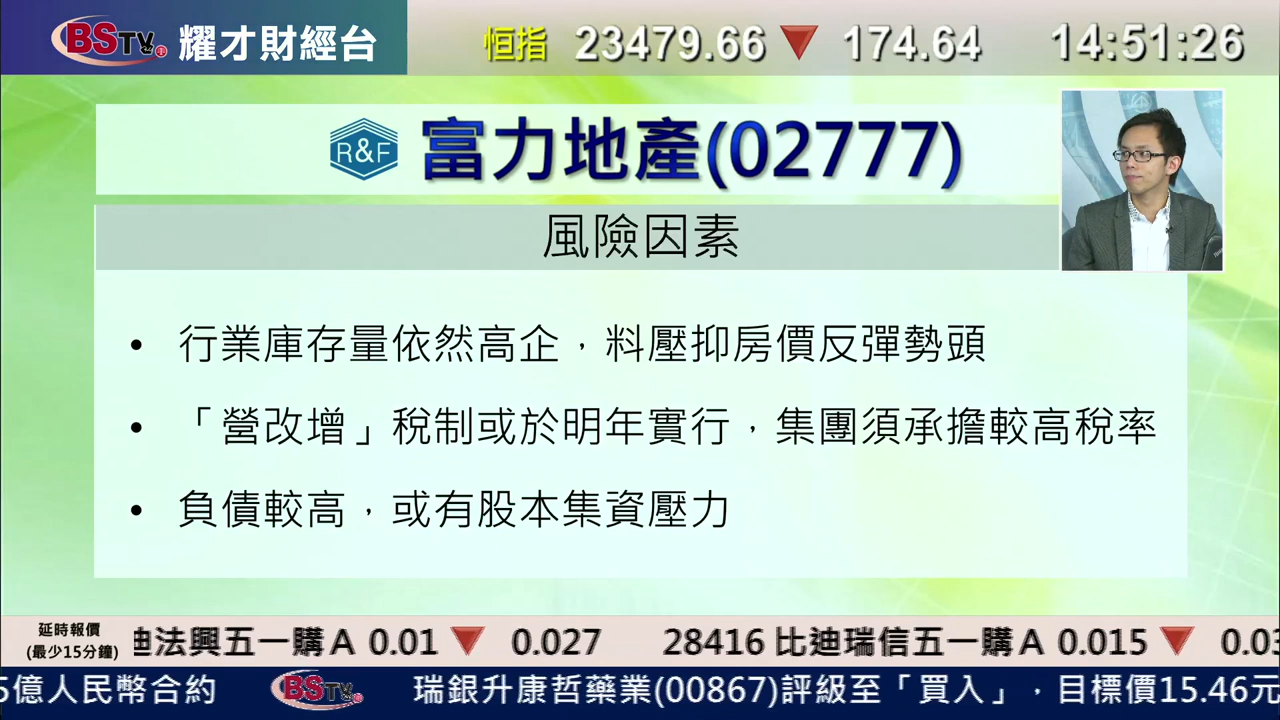 BSTV 耀才財經台
恒指 23479.66 ▼ 174.64 14:51:26
R&F 富力地產(02777)
風險因素
• 行業庫存量依然高企，料壓抑房價反彈勢頭
• 「營改增」稅制或於明年實行，集團須承擔較高稅率
• 負債較高，或有股本集資壓力
延時報價
(最少15分鐘)
迪法興五一購A 0.01 ▼ 0.027 28416 比迪瑞信五一購A 0.015 ▼ 0.03
5億人民幣合約 BSTV 瑞銀升康哲藥業(00867)評級至「買入」，目標價15.46元